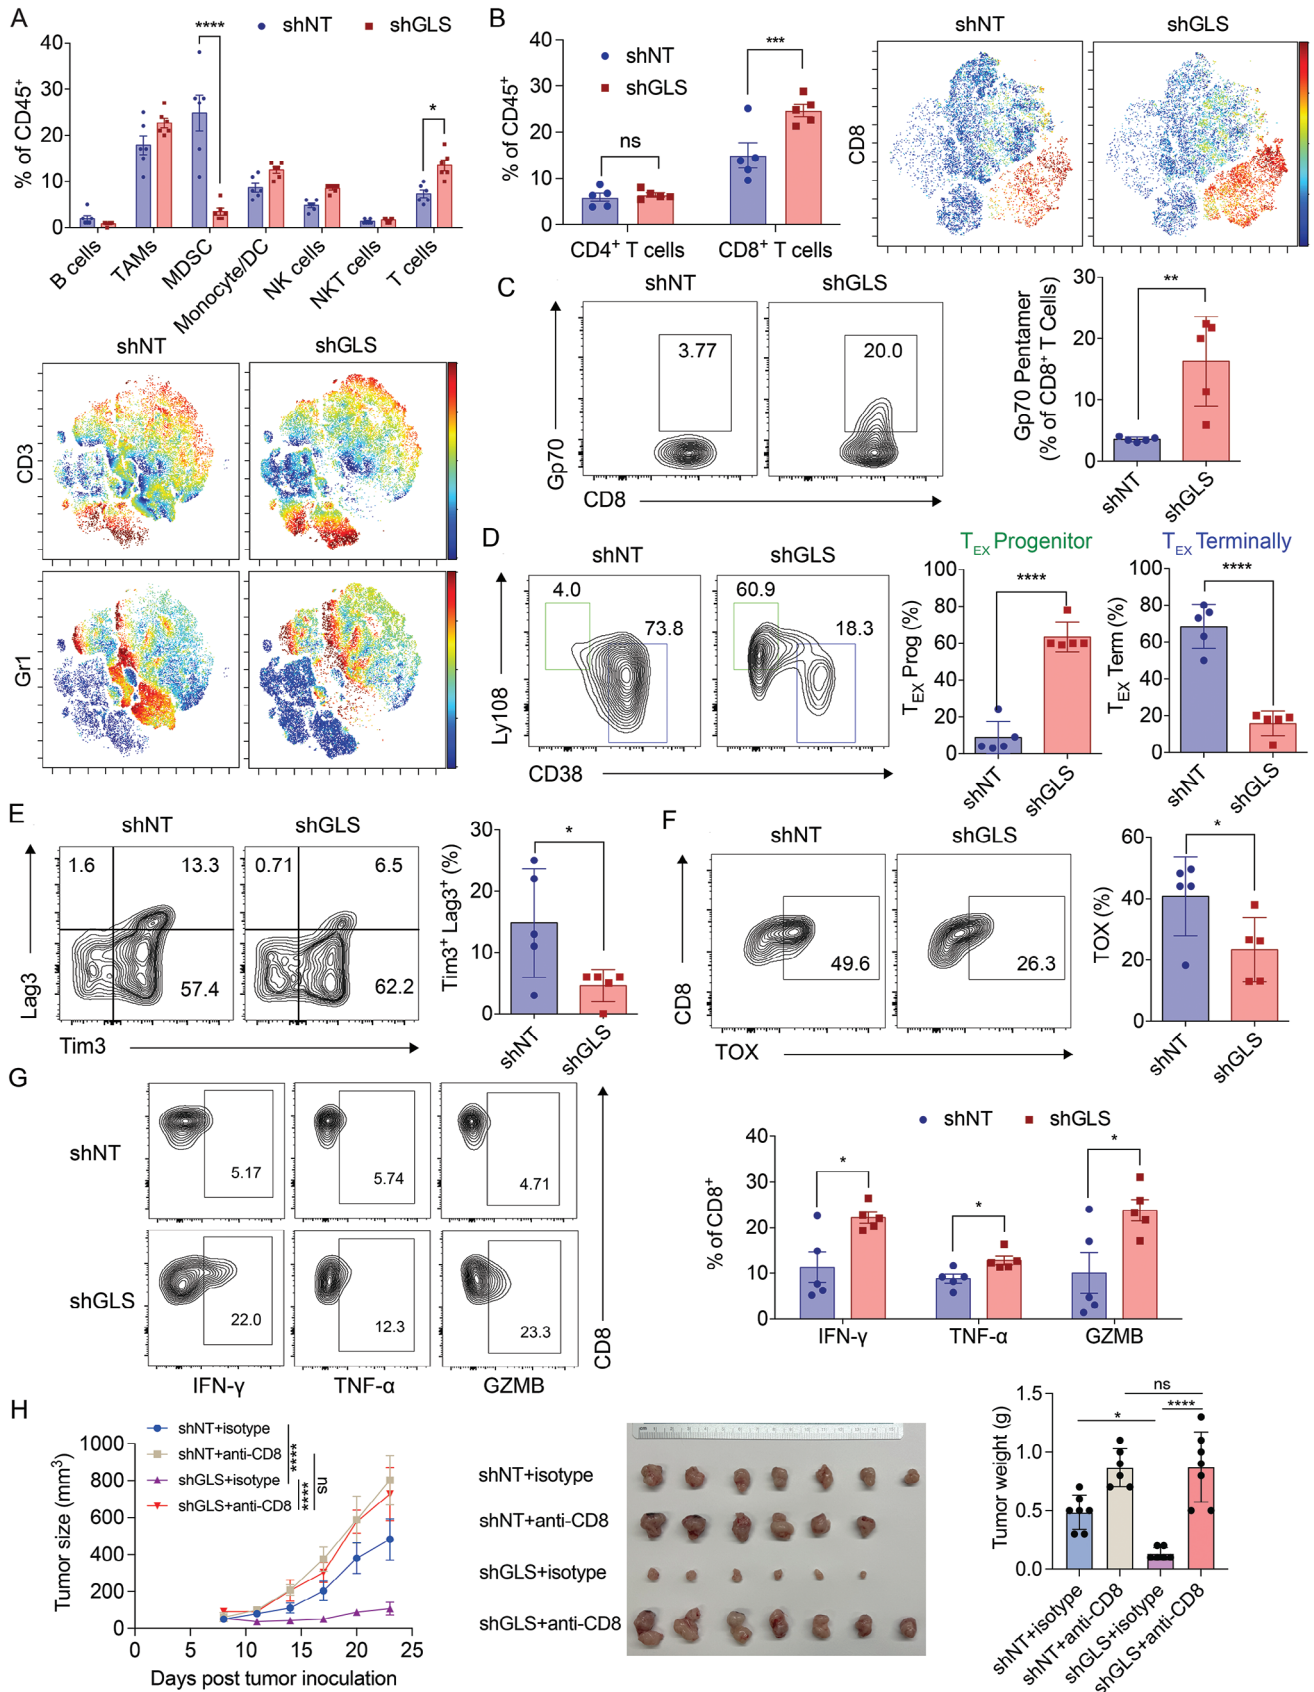 A
shNT
shGLS
****
*
% of CD45⁺
40
30
20
10
0
B cells
TAMs
MDSC
Monocyte/DC
NK cells
NKT cells
T cells
shNT
shGLS
CD3
Gr1
B
% of CD45⁺
40
30
20
10
0
shNT
shGLS
ns
***
CD4⁺ T cells
CD8⁺ T cells
shNT
shGLS
CD8
C
shNT
shGLS
3.77
20.0
Gp70
CD8
Gp70 Pentamer
(% of CD8⁺ T Cells)
30
20
10
0
**
shNT
shGLS
D
shNT
shGLS
4.0
73.8
60.9
18.3
Ly108
CD38
T_EX Progenitor
T_EX Prog (%)
100
80
60
40
20
0
****
shNT
shGLS
T_EX Terminally
T_EX Term (%)
100
80
60
40
20
0
****
shNT
shGLS
E
shNT
shGLS
1.6
13.3
57.4
0.71
6.5
62.2
Lag3
Tim3
Tim3⁺ Lag3⁺ (%)
30
20
10
0
*
shNT
shGLS
F
shNT
shGLS
49.6
26.3
CD8
TOX
TOX (%)
60
40
20
0
*
shNT
shGLS
G
shNT
5.17
5.74
4.71
shGLS
22.0
12.3
23.3
IFN-γ
TNF-α
GZMB
CD8
shNT
shGLS
% of CD8⁺
40
30
20
10
0
*
*
*
IFN-γ
TNF-α
GZMB
H
shNT+isotype
shNT+anti-CD8
shGLS+isotype
shGLS+anti-CD8
****
****
ns
Tumor size (mm³)
1000
800
600
400
200
0
0
5
10
15
20
25
Days post tumor inoculation
shNT+isotype
shNT+anti-CD8
shGLS+isotype
shGLS+anti-CD8
Tumor weight (g)
1.5
1.0
0.5
0.0
ns
*
****
shNT+isotype
shNT+anti-CD8
shGLS+isotype
shGLS+anti-CD8